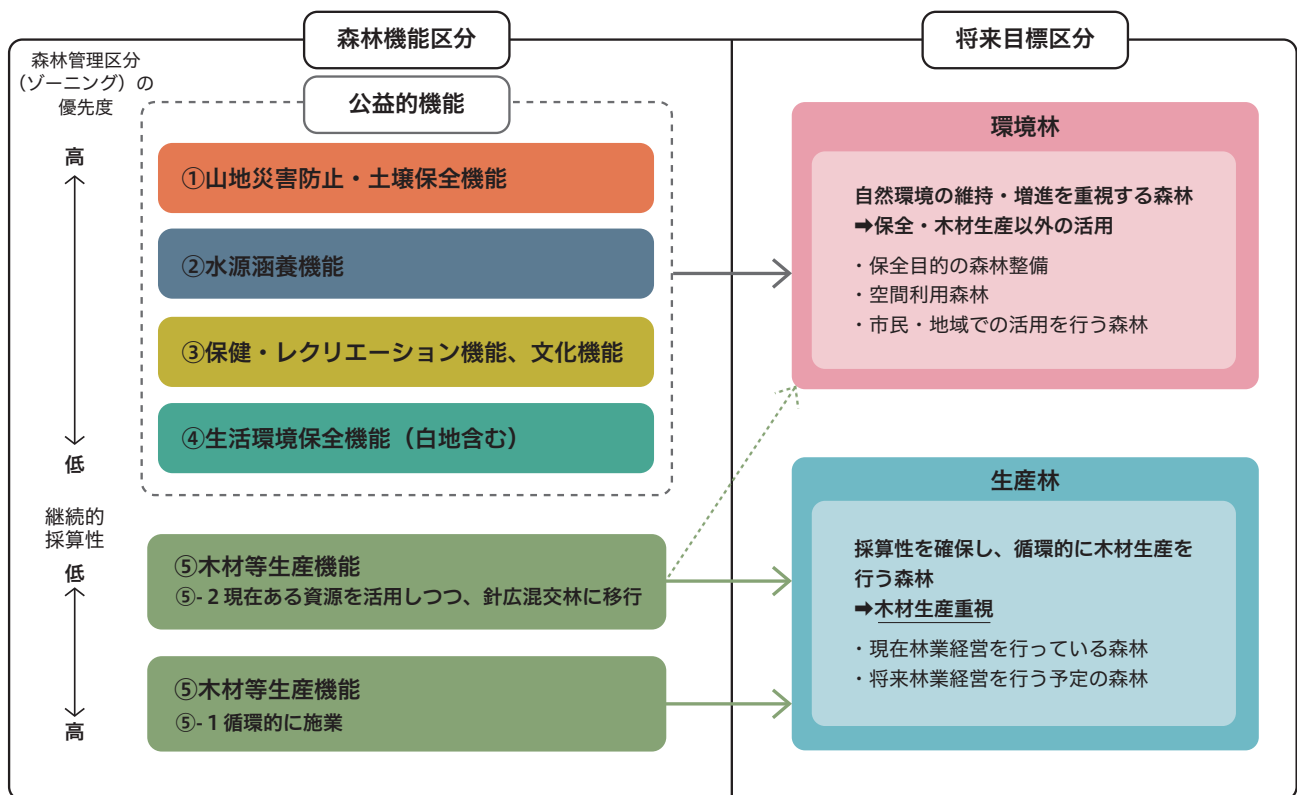 森林機能区分
将来目標区分
森林管理区分
（ゾーニング）の
優先度
高
低
公益的機能
①山地災害防止・土壌保全機能
②水源涵養機能
③保健・レクリエーション機能、文化機能
④生活環境保全機能（白地含む）
継続的
採算性
低
高
⑤木材等生産機能
⑤-２現在ある資源を活用しつつ、針広混交林に移行
⑤木材等生産機能
⑤-１循環的に施業
環境林
自然環境の維持・増進を重視する森林
➡保全・木材生産以外の活用
・保全目的の森林整備
・空間利用森林
・市民・地域での活用を行う森林
生産林
採算性を確保し、循環的に木材生産を
行う森林
➡木材生産重視
・現在林業経営を行っている森林
・将来林業経営を行う予定の森林